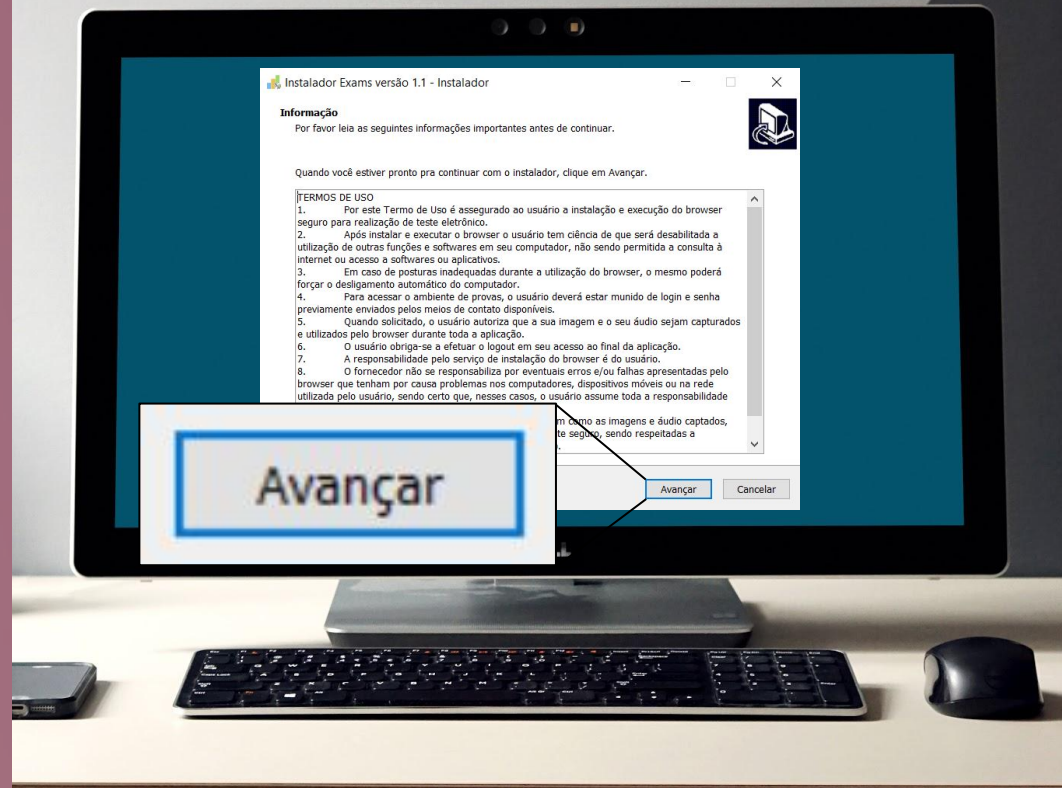 Instalador Exams versão 1.1 - Instalador
Informação
Por favor leia as seguintes informações importantes antes de continuar.
Quando você estiver pronto pra continuar com o instalador, clique em Avançar.
TERMOS DE USO
1. Por este Termo de Uso é assegurado ao usuário a instalação e execução do browser
seguro para realização de teste eletrônico.
2. Após instalar e executar o browser o usuário tem ciência de que será desabilitada a
utilização de outras funções e softwares em seu computador, não sendo permitida a consulta à
internet ou acesso a softwares ou aplicativos.
3. Em caso de posturas inadequadas durante a utilização do browser, o mesmo poderá
forçar o desligamento automático do computador.
4. Para acessar o ambiente de provas, o usuário deverá estar munido de login e senha
previamente enviados pelos meios de contato disponíveis.
5. Quando solicitado, o usuário autoriza que a sua imagem e o seu áudio sejam capturados
e utilizados pelo browser durante toda a aplicação.
6. O usuário obriga-se a efetuar o logout em seu acesso ao final da aplicação.
7. A responsabilidade pelo serviço de instalação do browser é do usuário.
8. O fornecedor não se responsabiliza por eventuais erros e/ou falhas apresentadas pelo
browser que tenham por causa problemas nos computadores, dispositivos móveis ou na rede
utilizada pelo usuário, sendo certo que, nesses casos, o usuário assume toda a responsabilidade
como as imagens e áudio captados,
seguro, sendo respeitadas a
Avançar
Avançar Cancelar